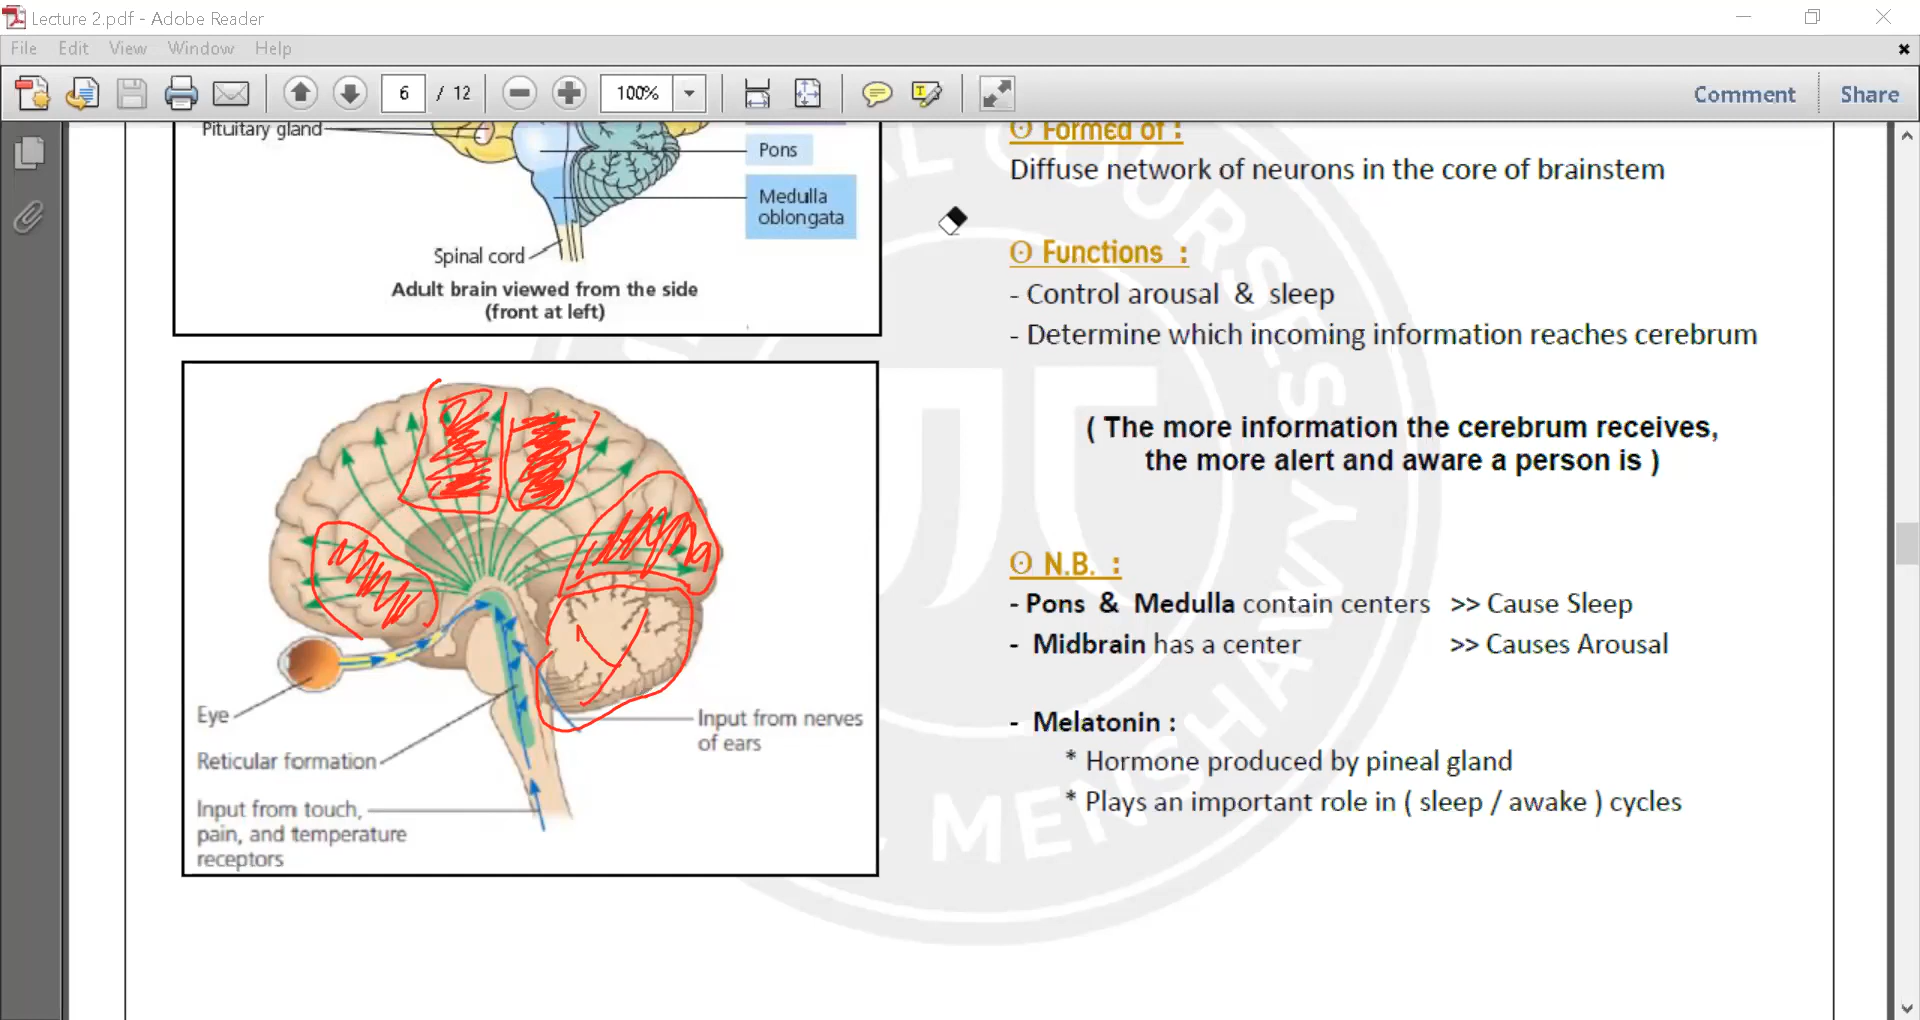 Lecture 2.pdf - Adobe Reader
File Edit View Window Help
6 / 12 100% Comment Share
Pituitary gland
Pons
Medulla
oblongata
Spinal cord
Adult brain viewed from the side
(front at left)
Eye
Reticular formation
Input from touch,
pain, and temperature
receptors
Input from nerves
of ears
ʘ Formed of :
Diffuse network of neurons in the core of brainstem
ʘ Functions :
- Control arousal & sleep
- Determine which incoming information reaches cerebrum
( The more information the cerebrum receives,
the more alert and aware a person is )
ʘ N.B. :
- Pons & Medulla contain centers >> Cause Sleep
- Midbrain has a center >> Causes Arousal
- Melatonin :
* Hormone produced by pineal gland
* Plays an important role in ( sleep / awake ) cycles
COURSES
MENSHAWY